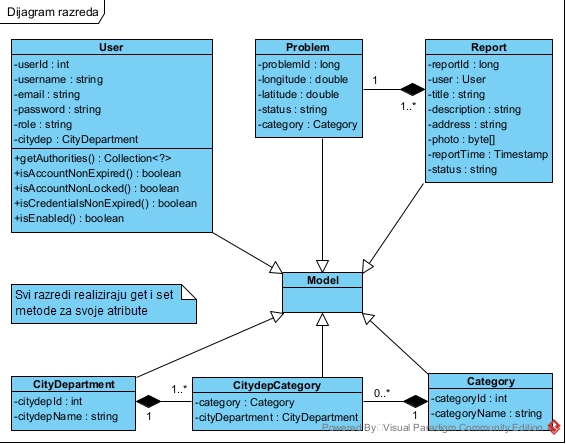 Dijagram razreda
User
-userId : int
-username : string
-email : string
-password : string
-role : string
-citydep : CityDepartment
+getAuthorities() : Collection<?>
+isAccountNonExpired() : boolean
+isAccountNonLocked() : boolean
+isCredentialsNonExpired() : boolean
+isEnabled() : boolean
Problem
-problemId : long
-longitude : double
-latitude : double
-status : string
-category : Category
1
1..*
Report
-reportId : long
-user : User
-title : string
-description : string
-address : string
-photo : byte[]
-reportTime : Timestamp
-status : string
Model
Svi razredi realiziraju get i set
metode za svoje atribute
CityDepartment
-citydepId : int
-citydepName : string
1..*
1
CitydepCategory
-category : Category
-cityDepartment : CityDepartment
0..*
1
Category
-categoryId : int
-categoryName : string
Powered By Visual Paradigm Community Edition